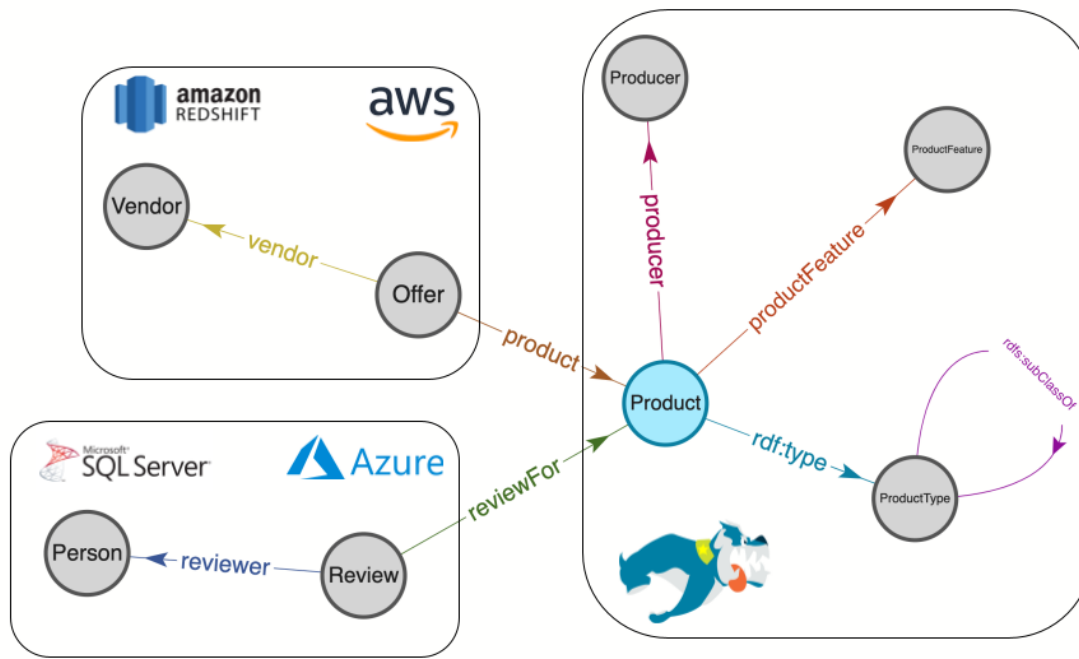 amazon
REDSHIFT
aws
Vendor
vendor
Offer
product
Microsoft®
SQL Server®
Azure
Person
reviewer
Review
reviewFor
Producer
producer
ProductFeature
productFeature
Product
rdf:type
ProductType
rdfs:subClassOf